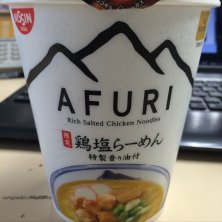 NISSIN
AFURI
Rich Salted Chicken Noodles
限定
鶏塩らーめん
特製香り油付